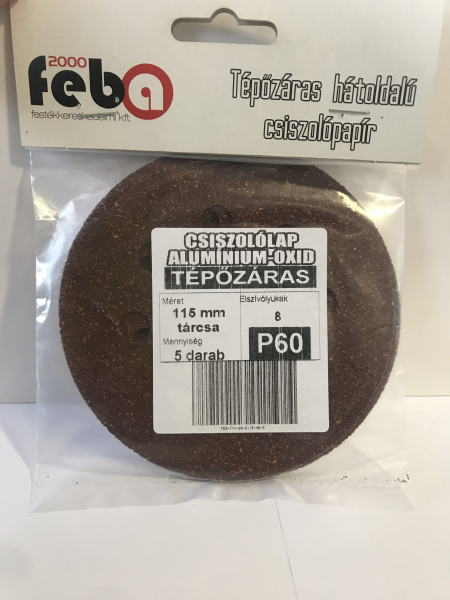 2000
feba
festékkereskedelmi kft.
Tépőzáras hátoldalú
csiszolópapír
CSISZOLÓLAP
ALUMÍNIUM-OXID
TÉPŐZÁRAS
Méret
115 mm
tárcsa
Elszívólyukak
8
Mennyiség
5 darab
P60